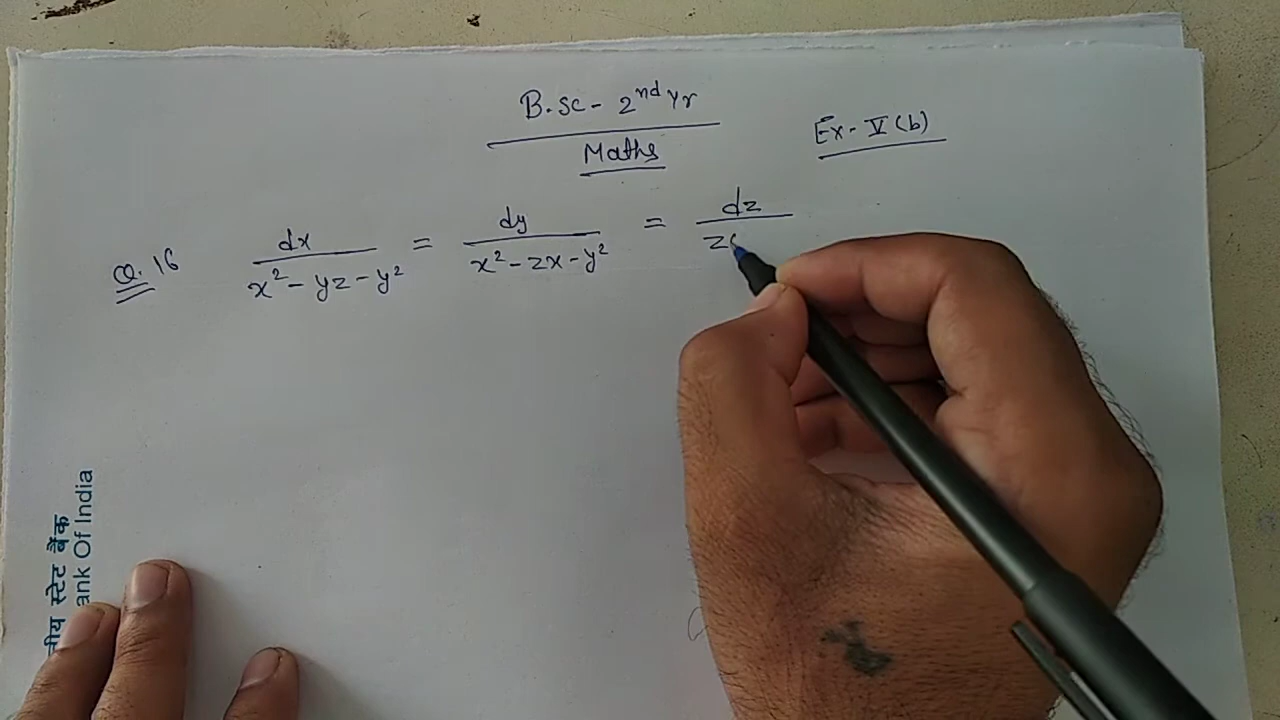 B.Sc - 2nd Yr
Maths
Ex - V (b)
Q. 16 dx / x² - yz - y² = dy / x² - zx - y² = dz / z(
स्टेट बैंक
ank Of India